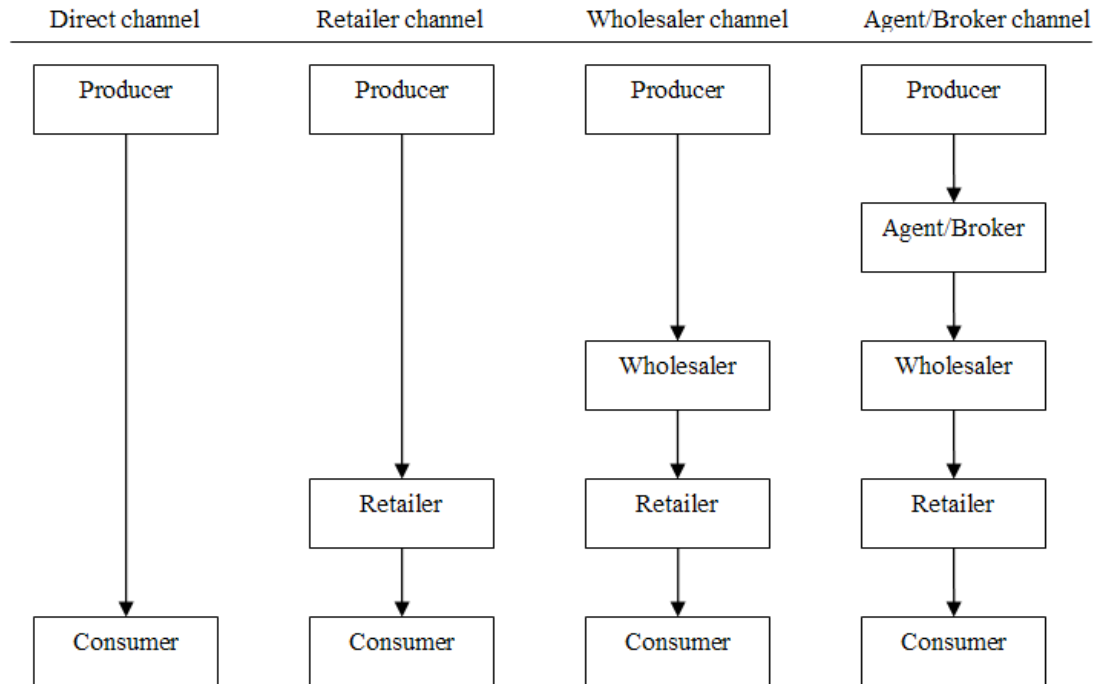 Direct channel Retailer channel Wholesaler channel Agent/Broker channel
Producer Producer Producer Producer
Agent/Broker
Wholesaler Wholesaler
Retailer Retailer Retailer
Consumer Consumer Consumer Consumer